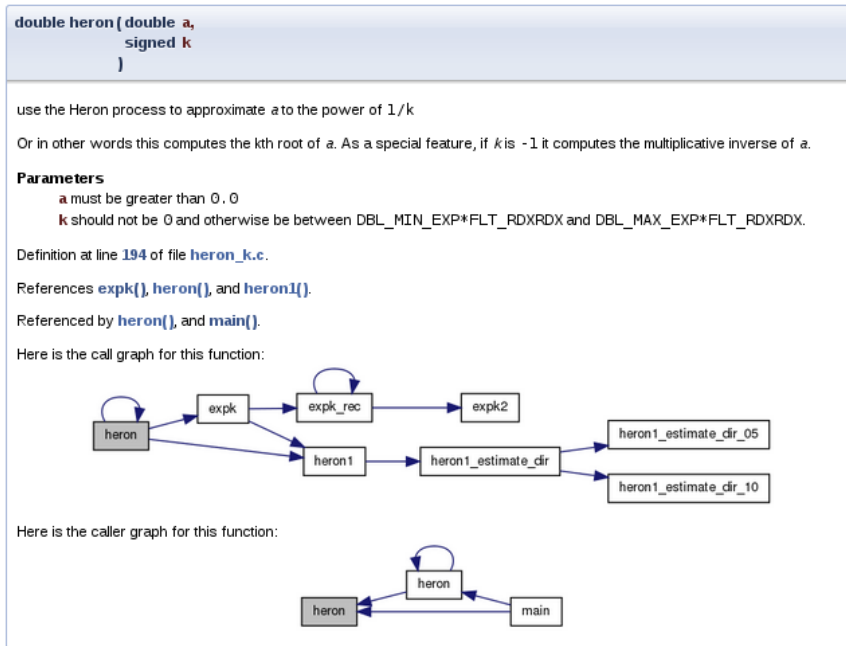 double heron ( double a,
signed k
)
use the Heron process to approximate a to the power of 1/k
Or in other words this computes the kth root of a. As a special feature, if k is -1 it computes the multiplicative inverse of a.
Parameters
a must be greater than 0.0
k should not be 0 and otherwise be between DBL_MIN_EXP*FLT_RDXRDX and DBL_MAX_EXP*FLT_RDXRDX.
Definition at line 194 of file heron_k.c.
References expk(), heron(), and heron1().
Referenced by heron(), and main().
Here is the call graph for this function:
heron
expk
expk_rec
expk2
heron1
heron1_estimate_dir
heron1_estimate_dir_05
heron1_estimate_dir_10
Here is the caller graph for this function:
heron
heron
main